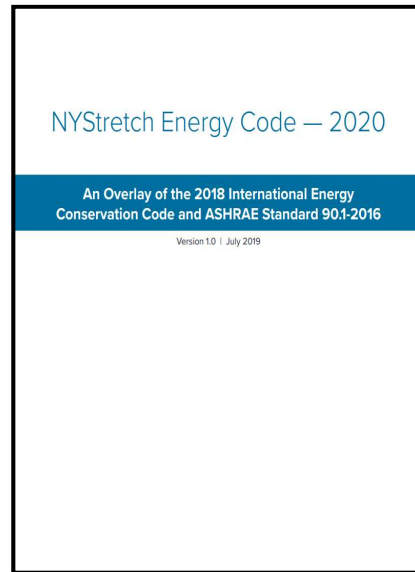 NYStretch Energy Code — 2020
An Overlay of the 2018 International Energy
Conservation Code and ASHRAE Standard 90.1-2016
Version 1.0 | July 2019